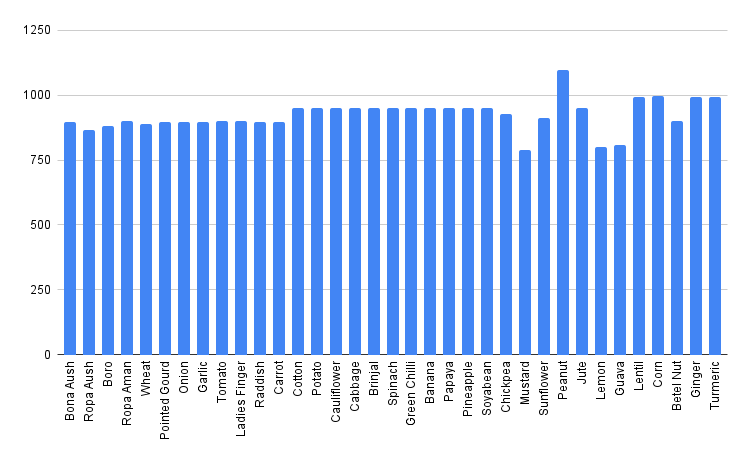 1250
1000
750
500
250
0
Bona Aush
Ropa Aush
Boro
Ropa Aman
Wheat
Pointed Gourd
Onion
Garlic
Tomato
Ladies Finger
Raddish
Carrot
Cotton
Potato
Cauliflower
Cabbage
Brinjal
Spinach
Green Chilli
Banana
Papaya
Pineapple
Soyabean
Chickpea
Mustard
Sunflower
Peanut
Jute
Lemon
Guava
Lentil
Corn
Betel Nut
Ginger
Turmeric